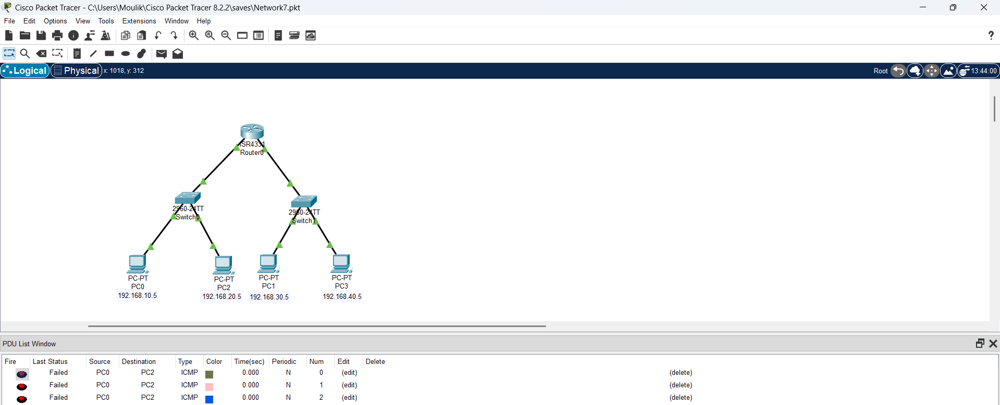 Cisco Packet Tracer - C:\Users\Moulik\Cisco Packet Tracer 8.2.2\saves\Network7.pkt
File Edit Options View Tools Extensions Window Help
Logical Physical x: 1018, y: 312 Root 13:44:00
ISR4331
Router0
2960-24TT
Switch0
2960-24TT
Switch1
PC-PT
PC0
192.168.10.5
PC-PT
PC2
192.168.20.5
PC-PT
PC1
192.168.30.5
PC-PT
PC3
192.168.40.5
PDU List Window
Fire Last Status Source Destination Type Color Time(sec) Periodic Num Edit Delete
Failed PC0 PC2 ICMP 0.000 N 0 (edit) (delete)
Failed PC0 PC2 ICMP 0.000 N 1 (edit) (delete)
Failed PC0 PC2 ICMP 0.000 N 2 (edit) (delete)